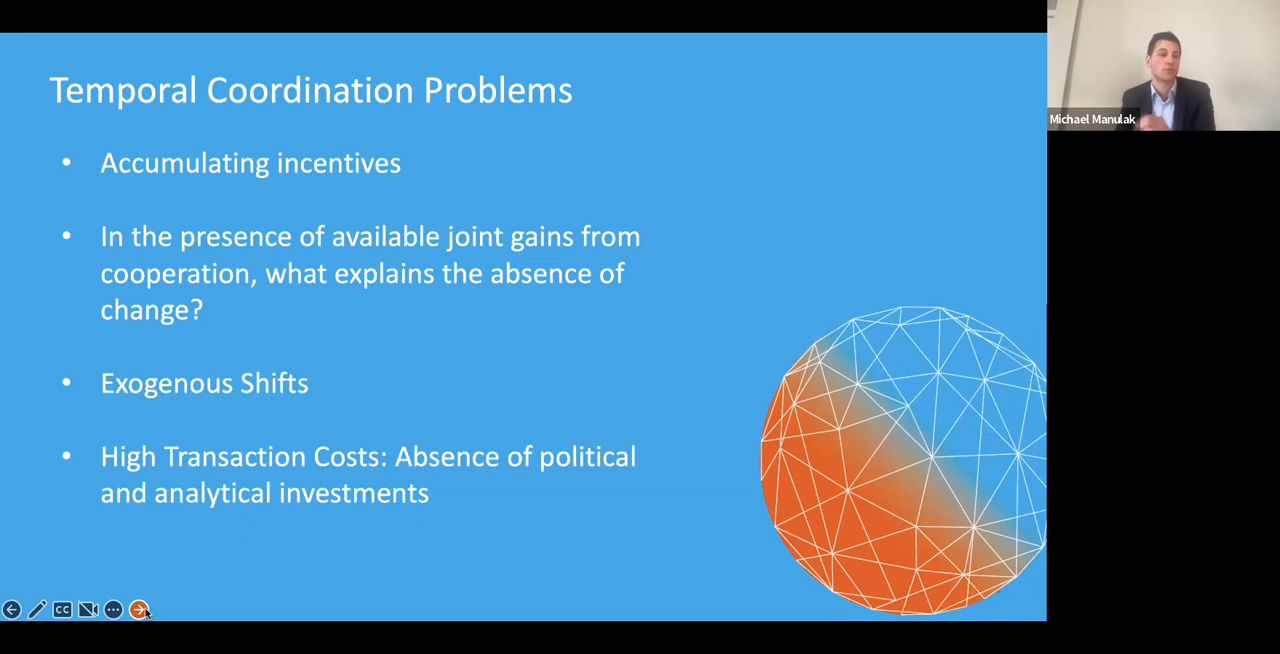 Temporal Coordination Problems
• Accumulating incentives
• In the presence of available joint gains from
cooperation, what explains the absence of
change?
• Exogenous Shifts
• High Transaction Costs: Absence of political
and analytical investments
CC
Michael Manulak